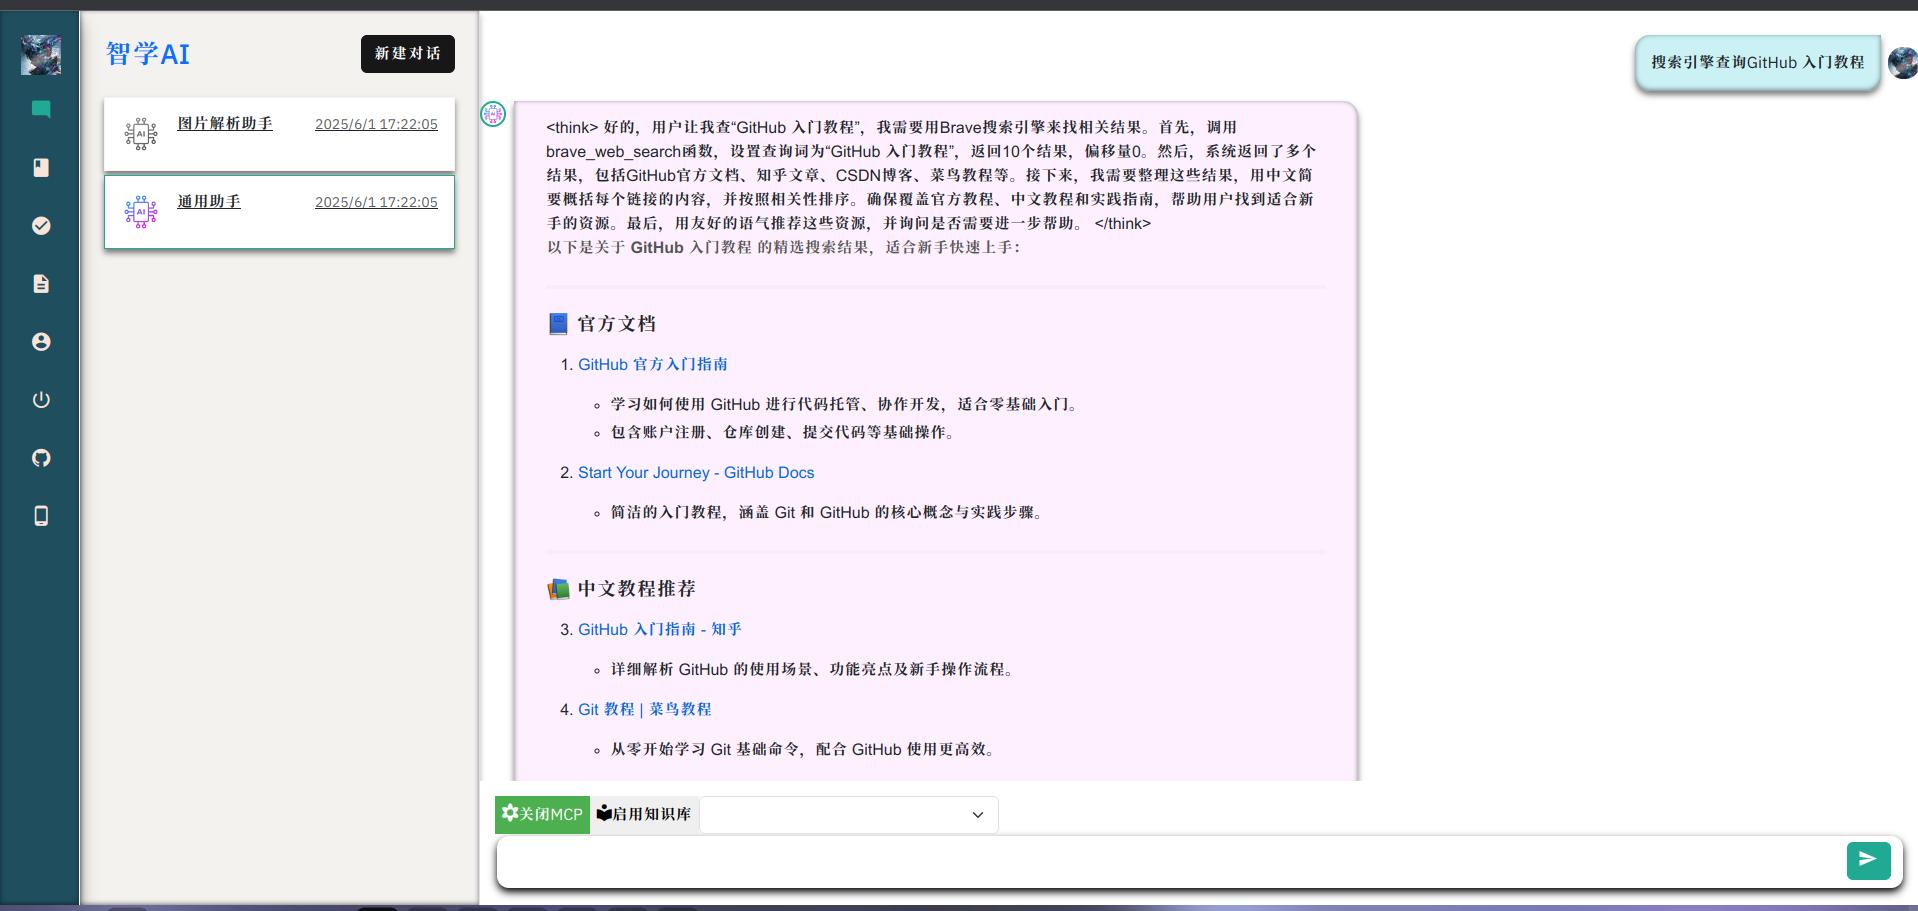 智学AI
新建对话
图片解析助手 2025/6/1 17:22:05
通用助手 2025/6/1 17:22:05
搜索引擎查询GitHub 入门教程
<think> 好的，用户让我查“GitHub 入门教程”，我需要用Brave搜索引擎来找相关结果。首先，调用
brave_web_search函数，设置查询词为“GitHub 入门教程”，返回10个结果，偏移量0。然后，系统返回了多个
结果，包括GitHub官方文档、知乎文章、CSDN博客、菜鸟教程等。接下来，我需要整理这些结果，用中文简
要概括每个链接的内容，并按照相关性排序。确保覆盖官方教程、中文教程和实践指南，帮助用户找到适合新
手的资源。最后，用友好的语气推荐这些资源，并询问是否需要进一步帮助。 </think>
以下是关于 GitHub 入门教程 的精选搜索结果，适合新手快速上手：
官方文档
1. GitHub 官方入门指南
学习如何使用 GitHub 进行代码托管、协作开发，适合零基础入门。
包含账户注册、仓库创建、提交代码等基础操作。
2. Start Your Journey - GitHub Docs
简洁的入门教程，涵盖 Git 和 GitHub 的核心概念与实践步骤。
中文教程推荐
3. GitHub 入门指南 - 知乎
详细解析 GitHub 的使用场景、功能亮点及新手操作流程。
4. Git 教程 | 菜鸟教程
从零开始学习 Git 基础命令，配合 GitHub 使用更高效。
关闭MCP 启用知识库